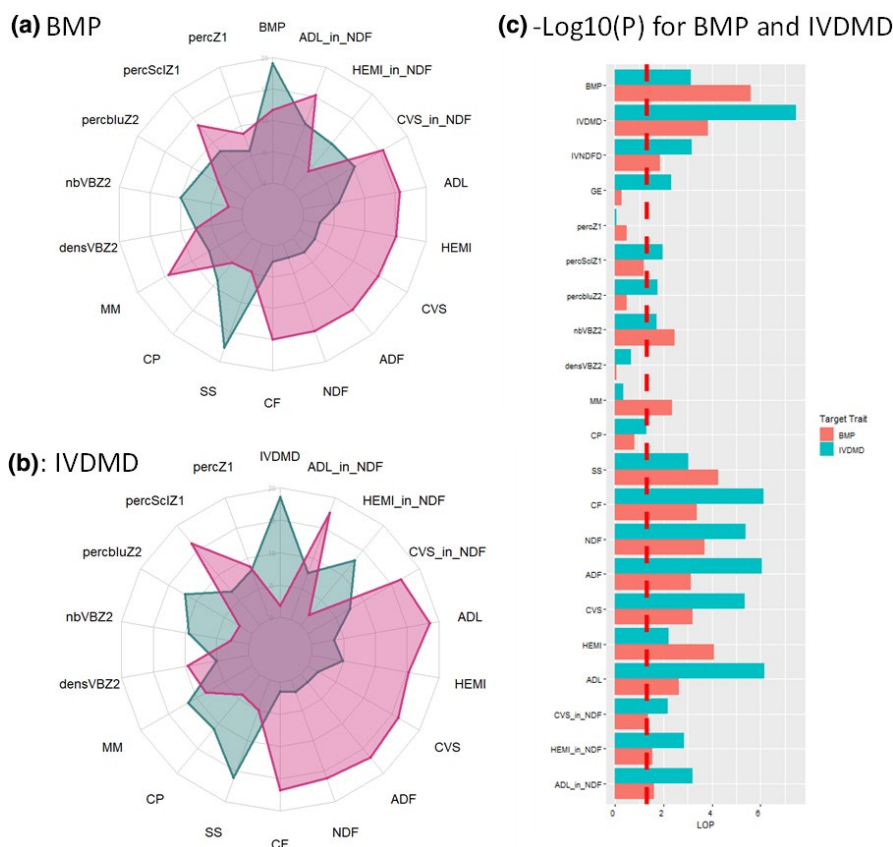 (a) BMP
BMP
ADL_in_NDF
HEMI_in_NDF
CVS_in_NDF
ADL
HEMI
CVS
ADF
NDF
CF
SS
CP
MM
densVBZ2
nbVBZ2
percbluZ2
percSclZ1
percZ1
20
(b): IVDMD
IVDMD
ADL_in_NDF
HEMI_in_NDF
CVS_in_NDF
ADL
HEMI
CVS
ADF
NDF
CF
SS
CP
MM
densVBZ2
nbVBZ2
percbluZ2
percSclZ1
percZ1
20
(c) -Log10(P) for BMP and IVDMD
BMP
IVDMD
IVNDFD
GE
percZ1
percSclZ1
percbluZ2
nbVBZ2
densVBZ2
MM
CP
SS
CF
NDF
ADF
CVS
HEMI
ADL
CVS_in_NDF
HEMI_in_NDF
ADL_in_NDF
0 2 4 6
LOP
Target Trait
BMP
IVDMD